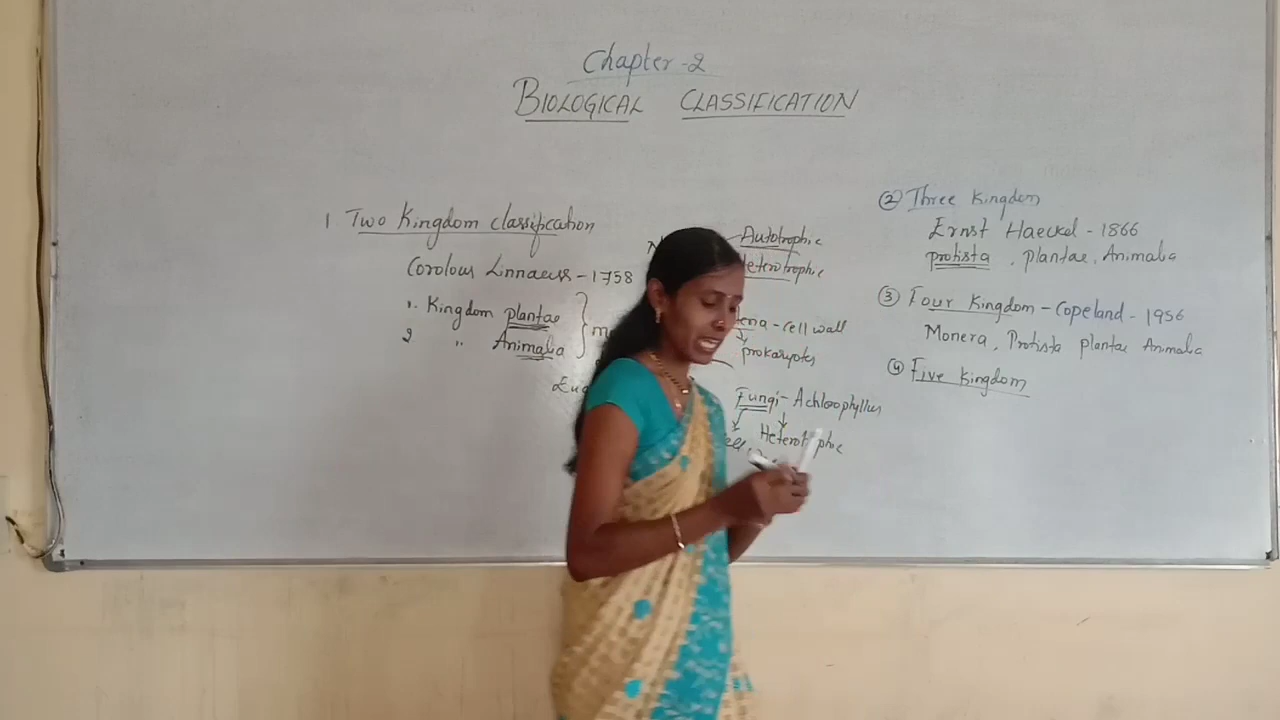 Chapter-2
BIOLOGICAL CLASSIFICATION
1 Two Kingdom classification
Corolous Linnaeus - 1758
1. Kingdom plantae
2 " Animalia
Autotrophic
Heterotrophic
- cell wall
prokaryotes
Fungi - Achloophyllus
Heterotrophic
② Three Kingdom
Ernst Haeckel - 1866
protista, plantae, Animalia
③ Four Kingdom - Copeland - 1956
Monera, Protista plantae Animalia
④ Five Kingdom